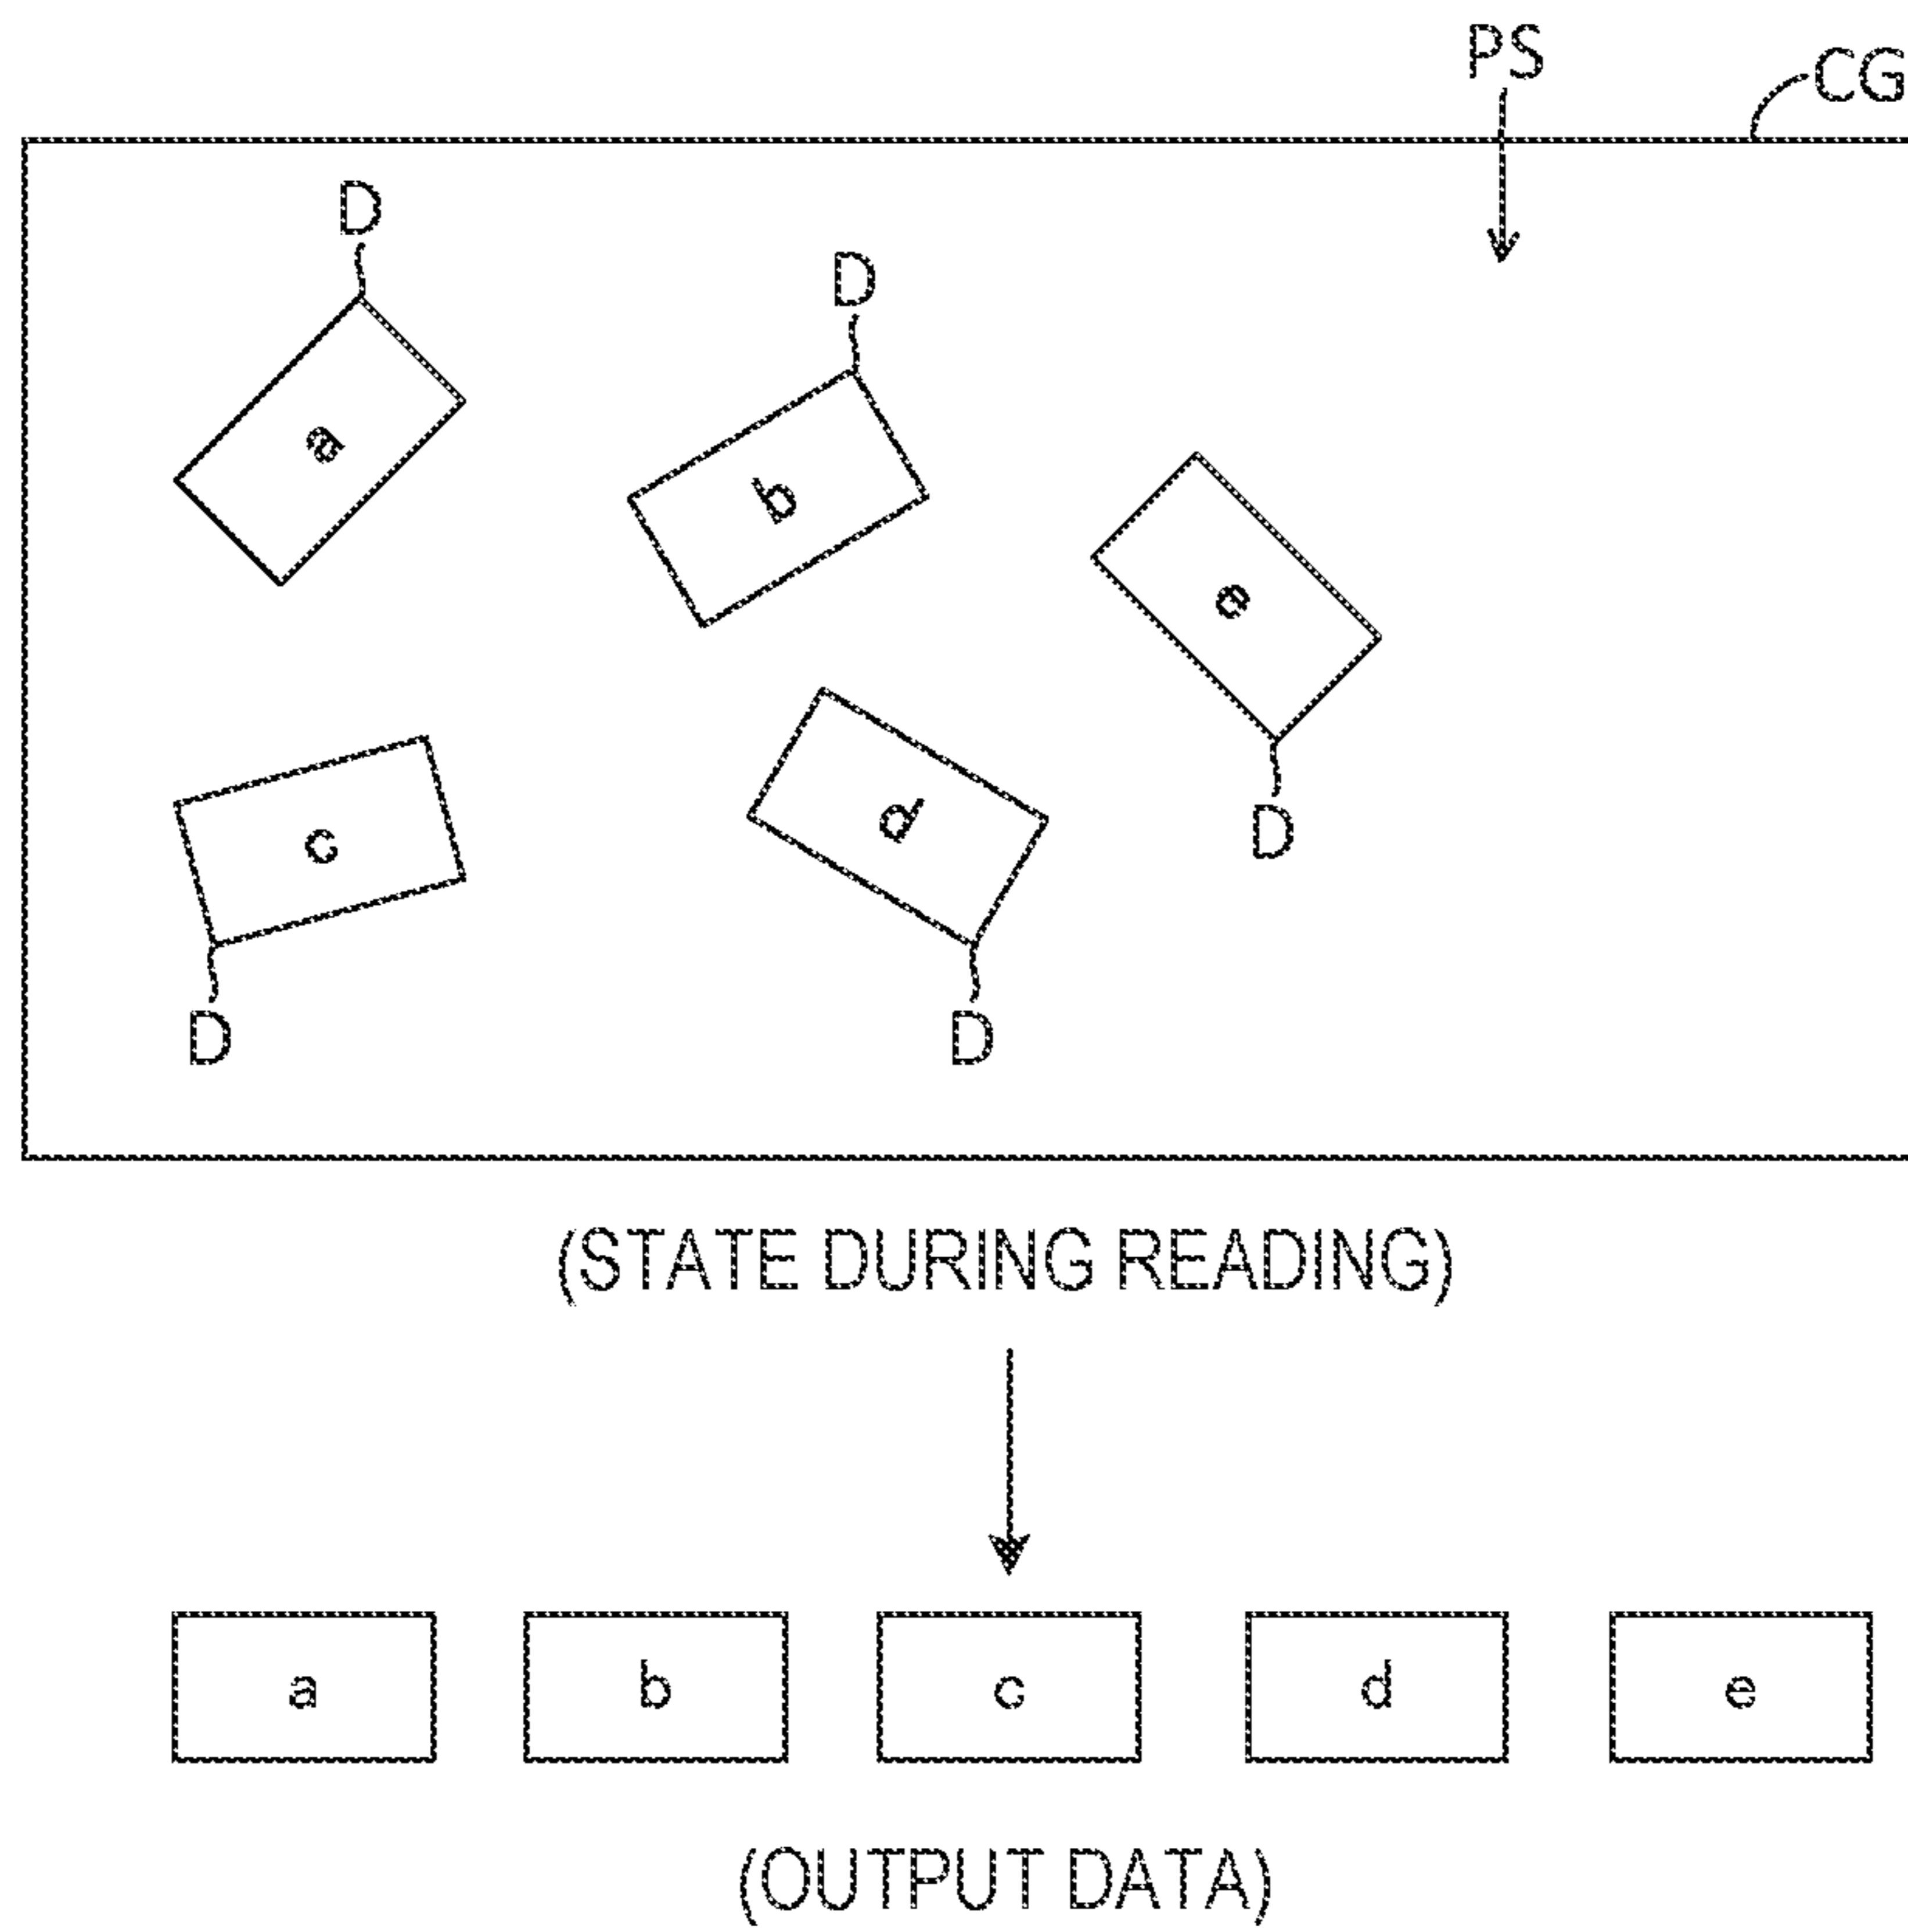 PS
CG
D
D
a
b
e
c
d
D
D
D
(STATE DURING READING)
a b c d e
(OUTPUT DATA)